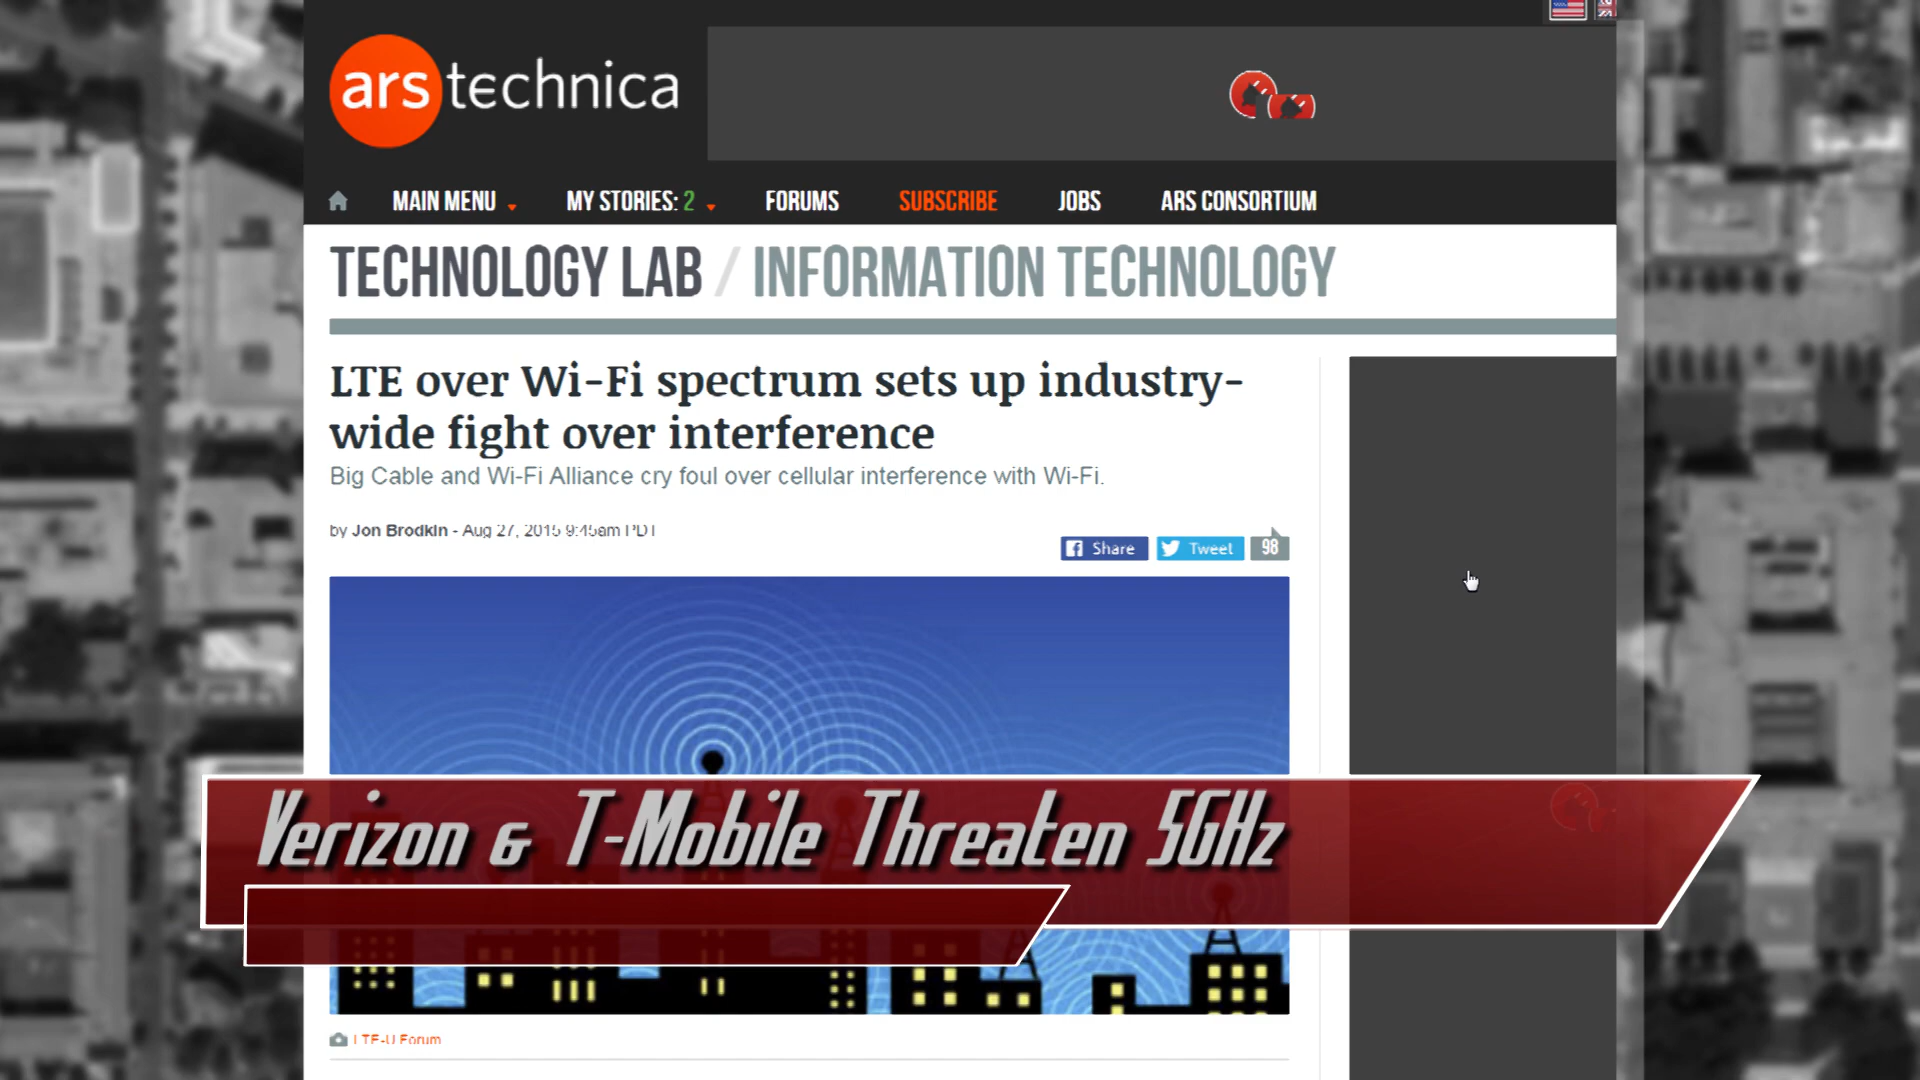 ars technica
MAIN MENU MY STORIES: 2 FORUMS SUBSCRIBE JOBS ARS CONSORTIUM
TECHNOLOGY LAB / INFORMATION TECHNOLOGY
LTE over Wi-Fi spectrum sets up industry-
wide fight over interference
Big Cable and Wi-Fi Alliance cry foul over cellular interference with Wi-Fi.
by Jon Brodkin - Aug 27, 2015 9:45am PDT
Share Tweet 98
Verizon & T-Mobile Threaten 5GHz
LTE-U Forum